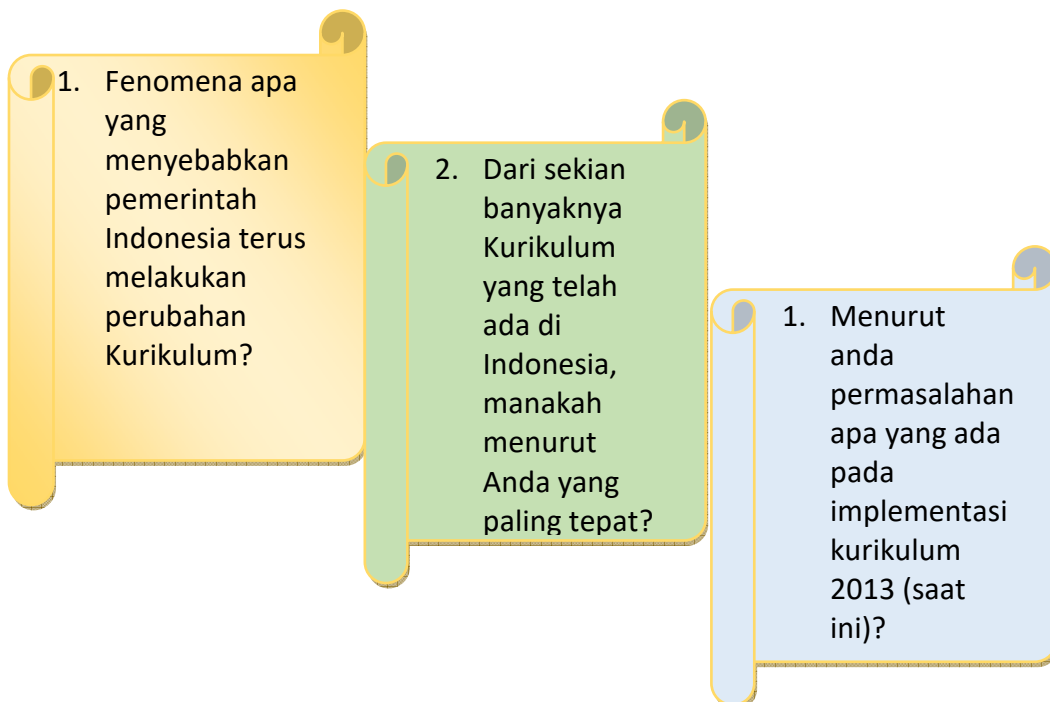 1. Fenomena apa
yang
menyebabkan
pemerintah
Indonesia terus
melakukan
perubahan
Kurikulum?
2. Dari sekian
banyaknya
Kurikulum
yang telah
ada di
Indonesia,
manakah
menurut
Anda yang
paling tepat?
1. Menurut
anda
permasalahan
apa yang ada
pada
implementasi
kurikulum
2013 (saat
ini)?